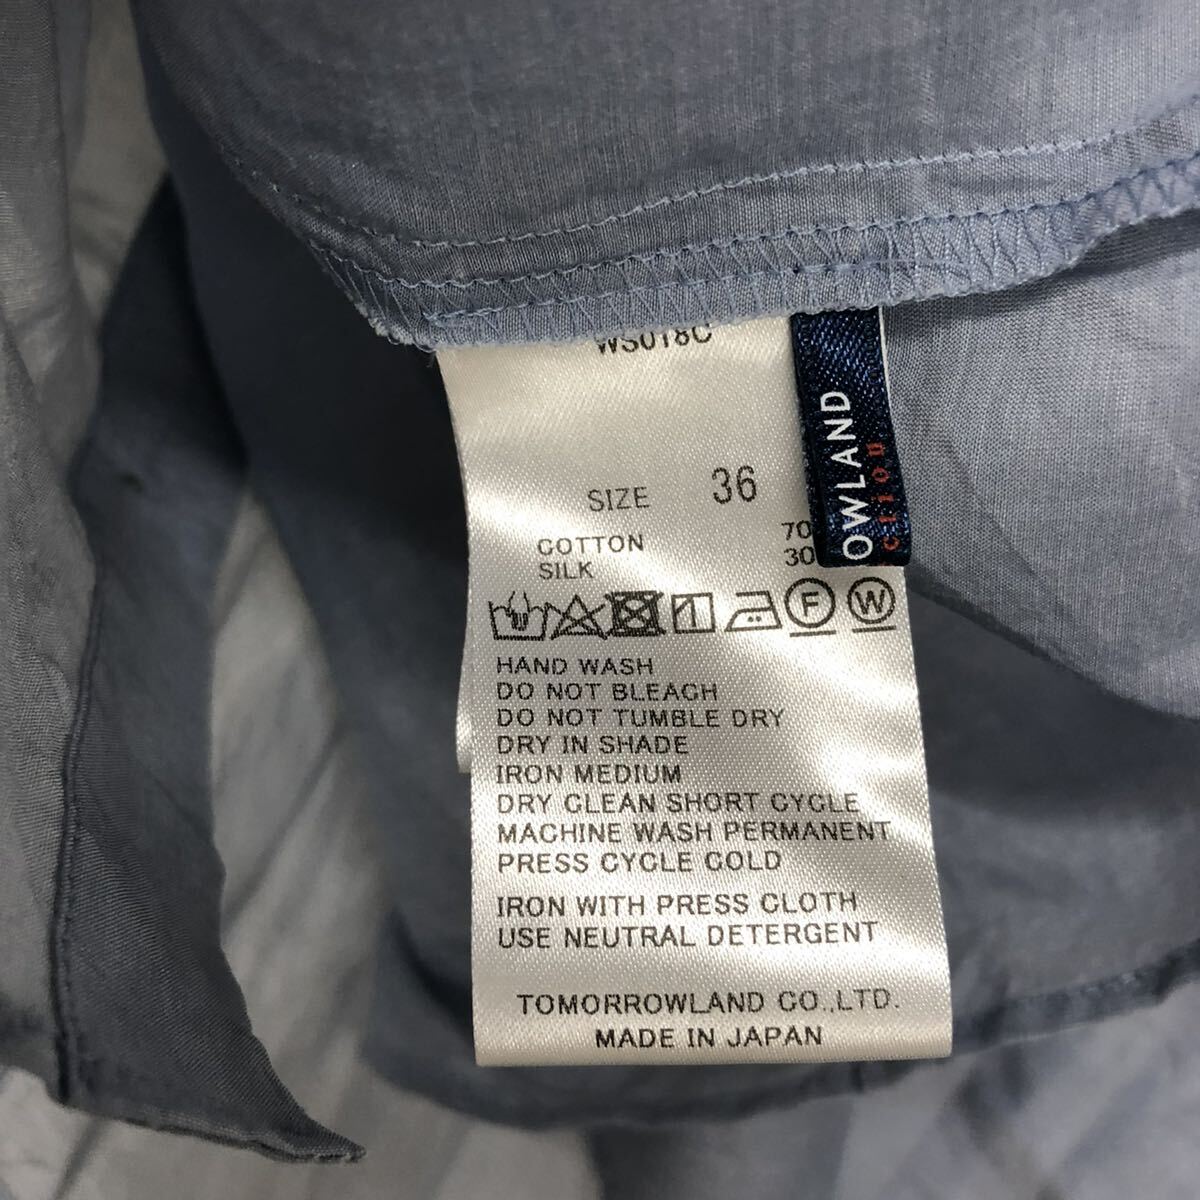 WS018C
SIZE 36
COTTON 70
SILK 30
F W
HAND WASH
DO NOT BLEACH
DO NOT TUMBLE DRY
DRY IN SHADE
IRON MEDIUM
DRY CLEAN SHORT CYCLE
MACHINE WASH PERMANENT
PRESS CYCLE COLD
IRON WITH PRESS CLOTH
USE NEUTRAL DETERGENT
TOMORROWLAND CO.,LTD.
MADE IN JAPAN
OWLAND